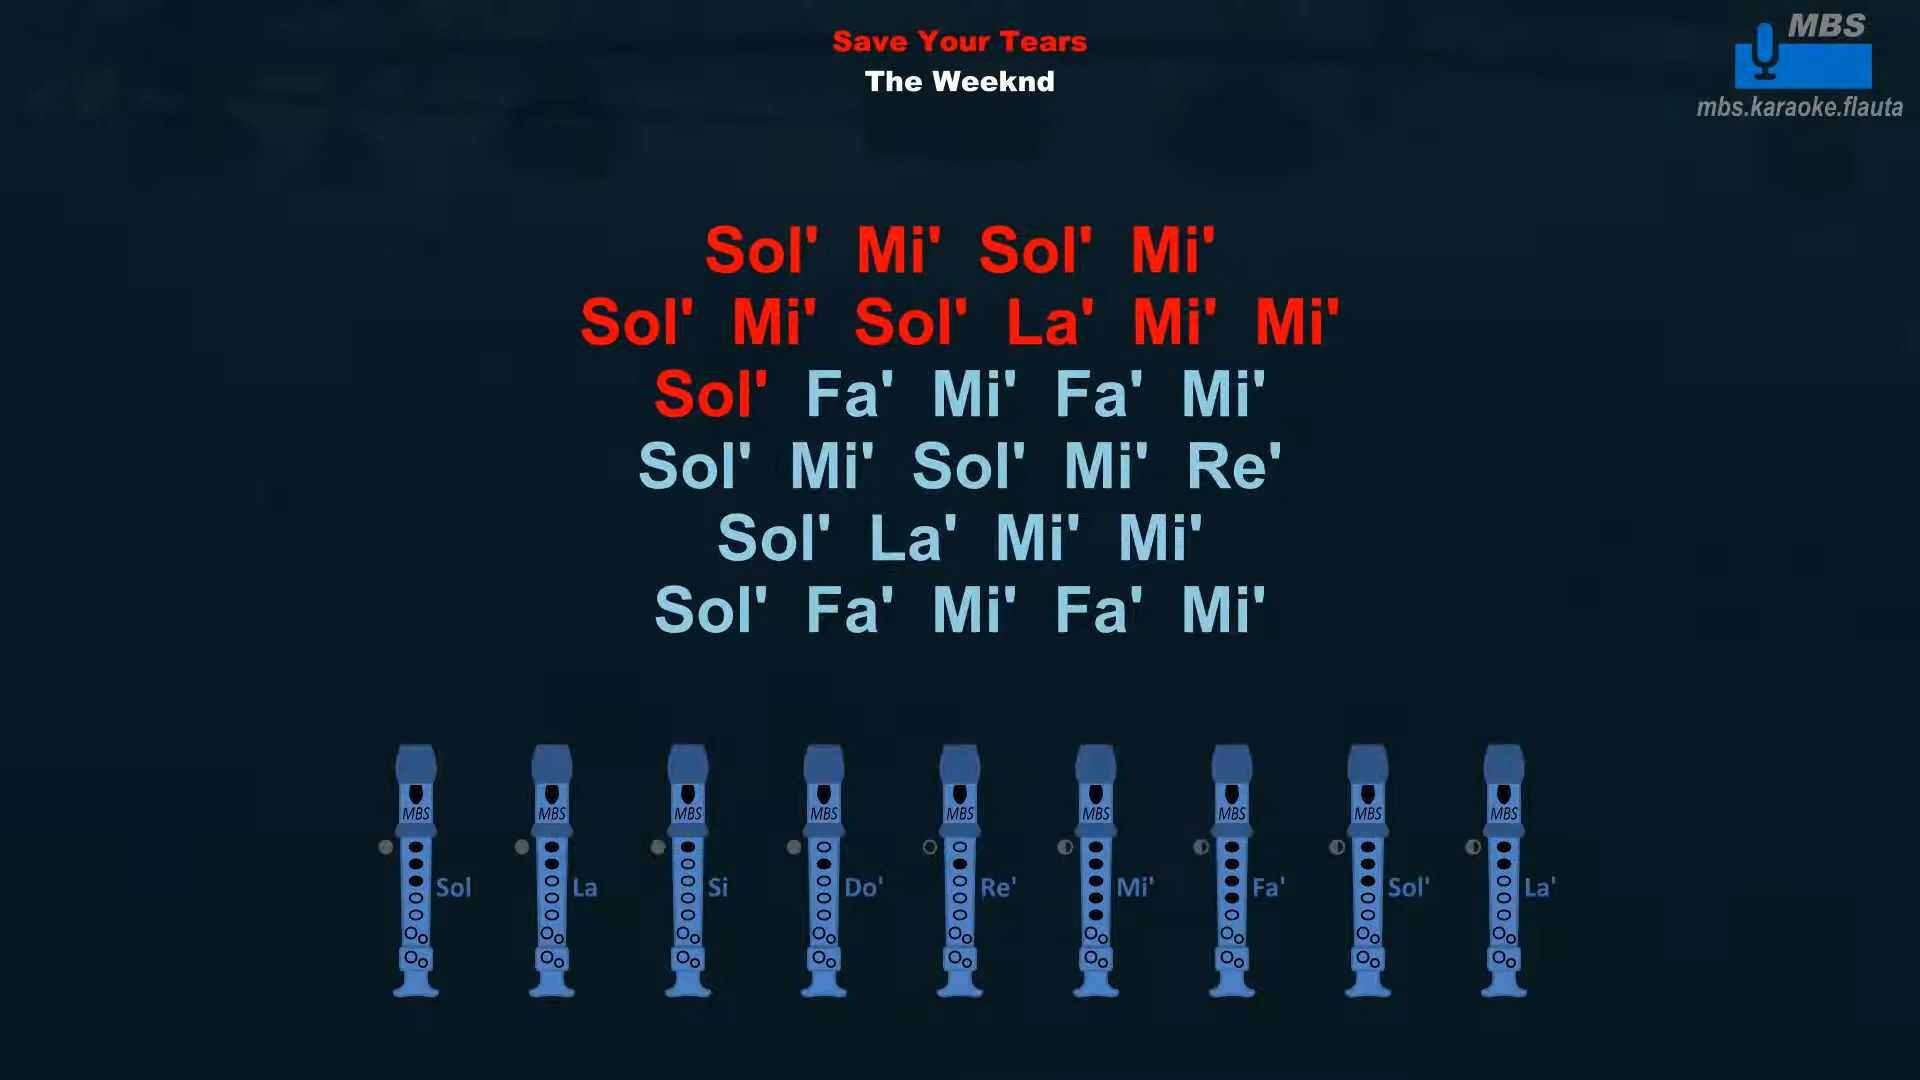 Save Your Tears
The Weeknd
MBS
mbs.karaoke.flauta
Sol' Mi' Sol' Mi'
Sol' Mi' Sol' La' Mi' Mi'
Sol' Fa' Mi' Fa' Mi'
Sol' Mi' Sol' Mi' Re'
Sol' La' Mi' Mi'
Sol' Fa' Mi' Fa' Mi'
MBS MBS MBS MBS MBS MBS MBS MBS MBS
Sol La Si Do' Re' Mi' Fa' Sol' La'